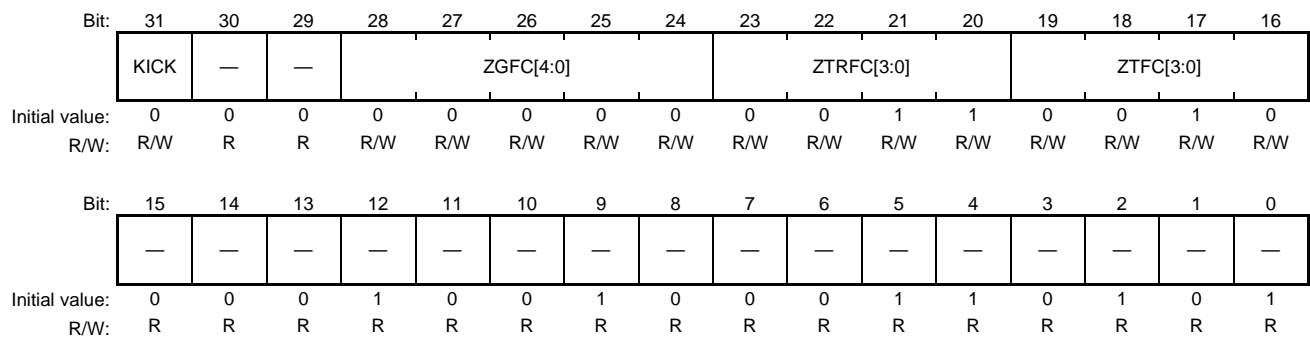 Bit: 31 30 29 28 27 26 25 24 23 22 21 20 19 18 17 16
KICK — — ZGFC[4:0] ZTRFC[3:0] ZTFC[3:0]
Initial value: 0 0 0 0 0 0 0 0 0 0 1 1 0 0 1 0
R/W: R/W R R R/W R/W R/W R/W R/W R/W R/W R/W R/W R/W R/W R/W R/W
Bit: 15 14 13 12 11 10 9 8 7 6 5 4 3 2 1 0
— — — — — — — — — — — — — — — —
Initial value: 0 0 0 1 0 0 1 0 0 0 1 1 0 1 0 1
R/W: R R R R R R R R R R R R R R R R